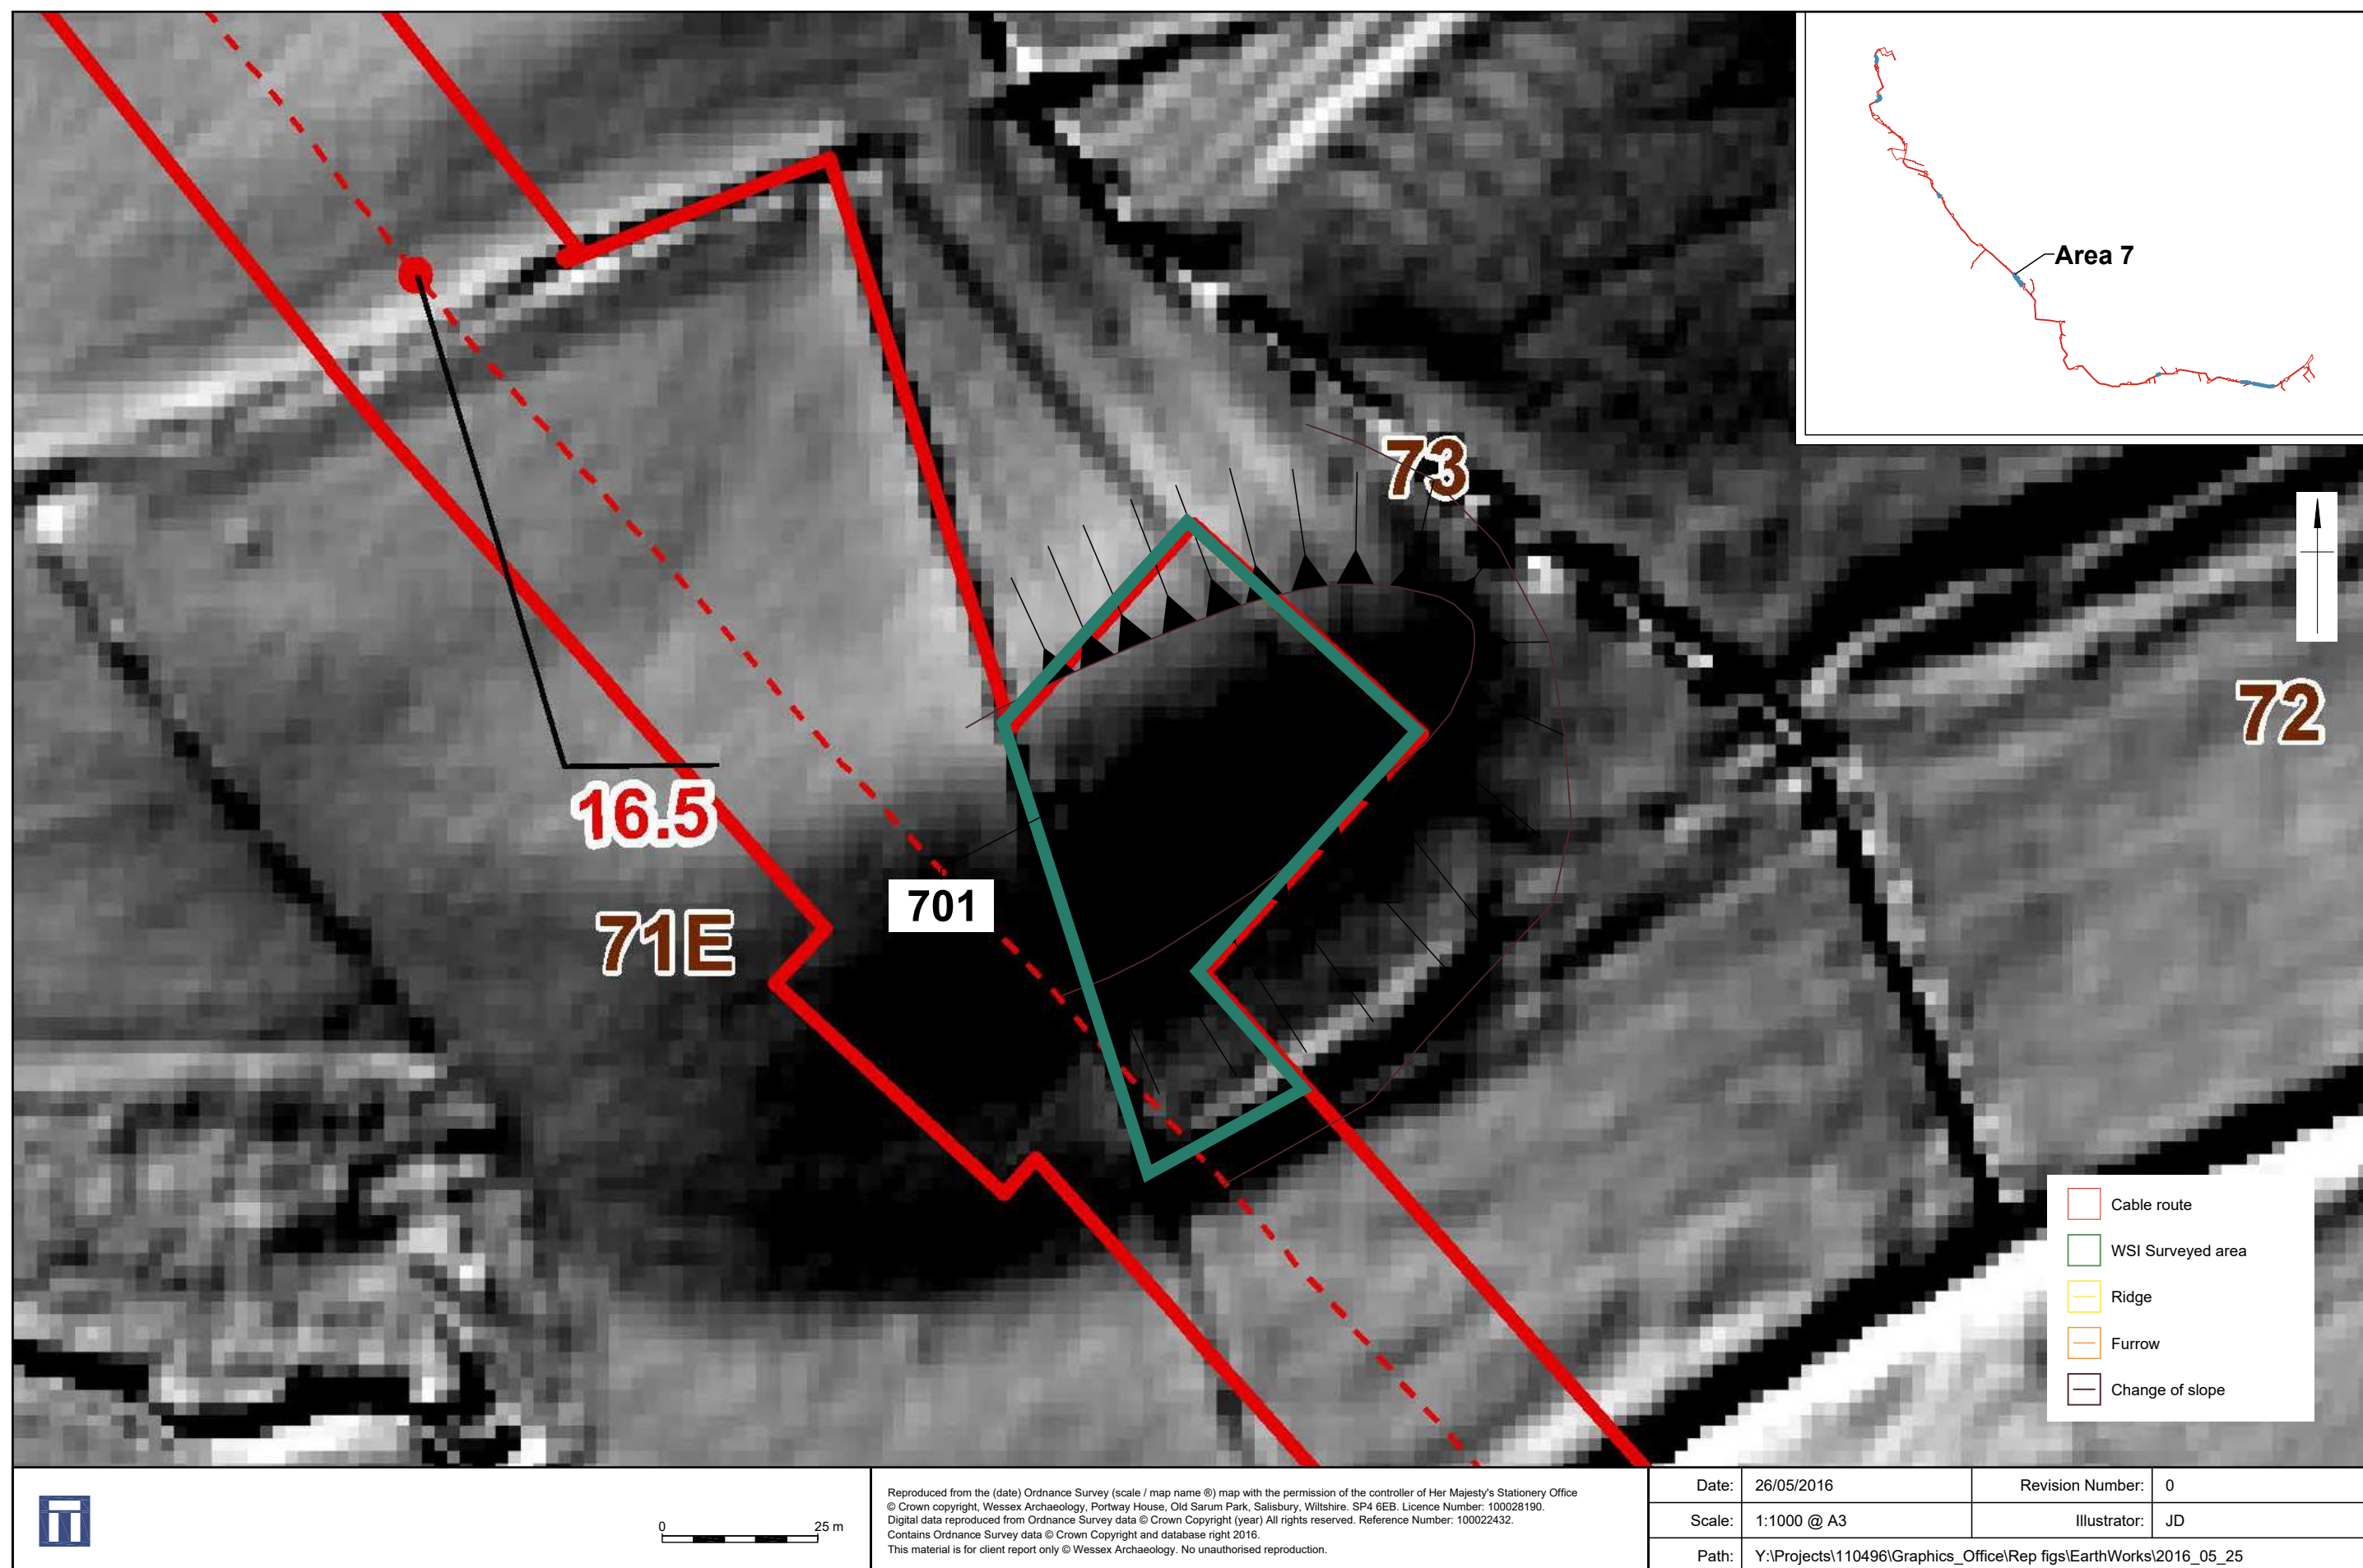 Area 7
73
72
16.5
701
71E
Cable route
WSI Surveyed area
Ridge
Furrow
Change of slope
0 25 m
Reproduced from the (date) Ordnance Survey (scale / map name ®) map with the permission of the controller of Her Majesty's Stationery Office
© Crown copyright, Wessex Archaeology, Portway House, Old Sarum Park, Salisbury, Wiltshire. SP4 6EB. Licence Number: 100028190.
Digital data reproduced from Ordnance Survey data © Crown Copyright (year) All rights reserved. Reference Number: 100022432.
Contains Ordnance Survey data © Crown Copyright and database right 2016.
This material is for client report only © Wessex Archaeology. No unauthorised reproduction.
Date: 26/05/2016 Revision Number: 0
Scale: 1:1000 @ A3 Illustrator: JD
Path: Y:\Projects\110496\Graphics_Office\Rep figs\EarthWorks\2016_05_25